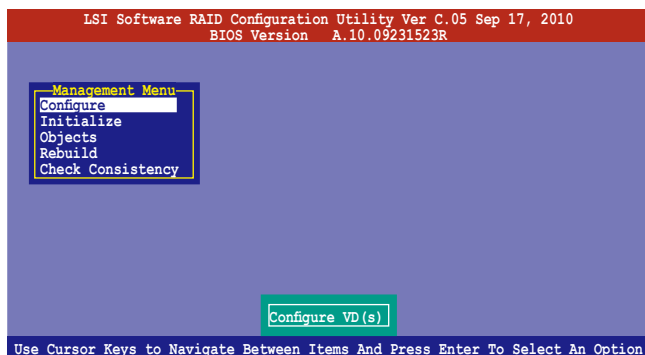 LSI Software RAID Configuration Utility Ver C.05 Sep 17, 2010
BIOS Version A.10.09231523R
Management Menu
Configure
Initialize
Objects
Rebuild
Check Consistency
Configure VD(s)
Use Cursor Keys to Navigate Between Items And Press Enter To Select An Option